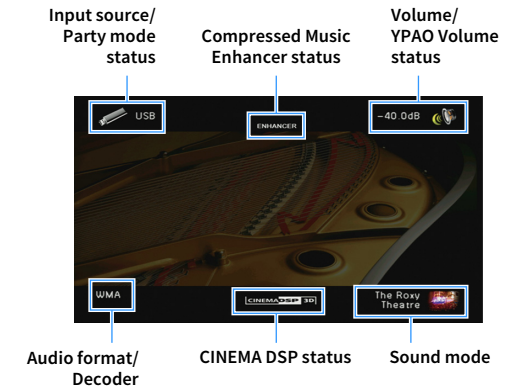 Input source/
Party mode
status
Compressed Music
Enhancer status
Volume/
YPAO Volume
status
USB
ENHANCER
-40.0dB
WMA
CINEMA DSP 3D
The Roxy
Theatre
Audio format/
Decoder
CINEMA DSP status
Sound mode